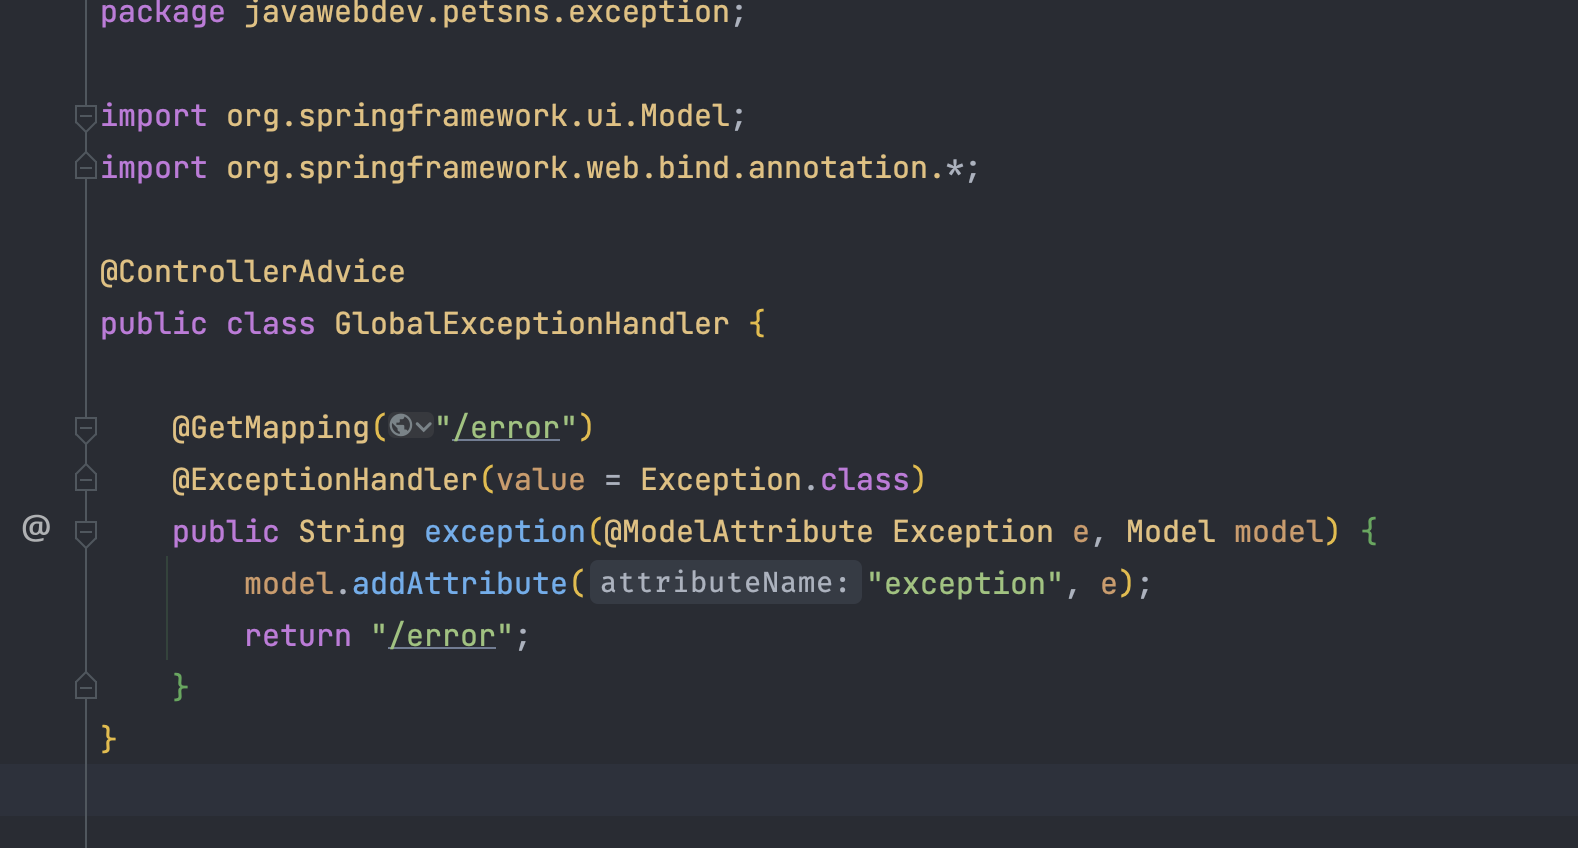 package javawebdev.petsns.exception;
import org.springframework.ui.Model;
import org.springframework.web.bind.annotation.*;
@ControllerAdvice
public class GlobalExceptionHandler {
@GetMapping("/error")
@ExceptionHandler(value = Exception.class)
@
public String exception(@ModelAttribute Exception e, Model model) {
model.addAttribute( attributeName: "exception", e);
return "/error";
}
}